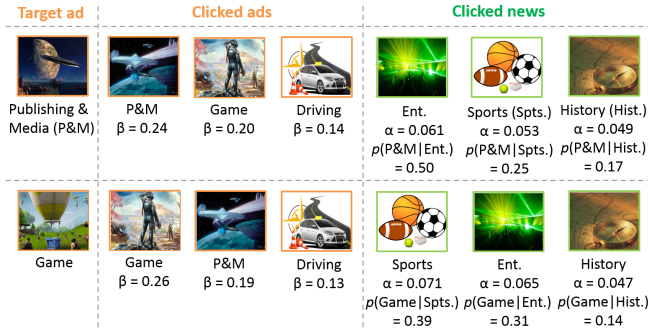 Target ad
Clicked ads
Clicked news
Publishing &
Media (P&M)
P&M
β = 0.24
Game
β = 0.20
Driving
β = 0.14
Ent.
α = 0.061
p(P&M|Ent.)
= 0.50
Sports (Spts.)
α = 0.053
p(P&M|Spts.)
= 0.25
History (Hist.)
α = 0.049
p(P&M|Hist.)
= 0.17
Game
Game
β = 0.26
P&M
β = 0.19
Driving
β = 0.13
Sports
α = 0.071
p(Game|Spts.)
= 0.39
Ent.
α = 0.065
p(Game|Ent.)
= 0.31
History
α = 0.047
p(Game|Hist.)
= 0.14